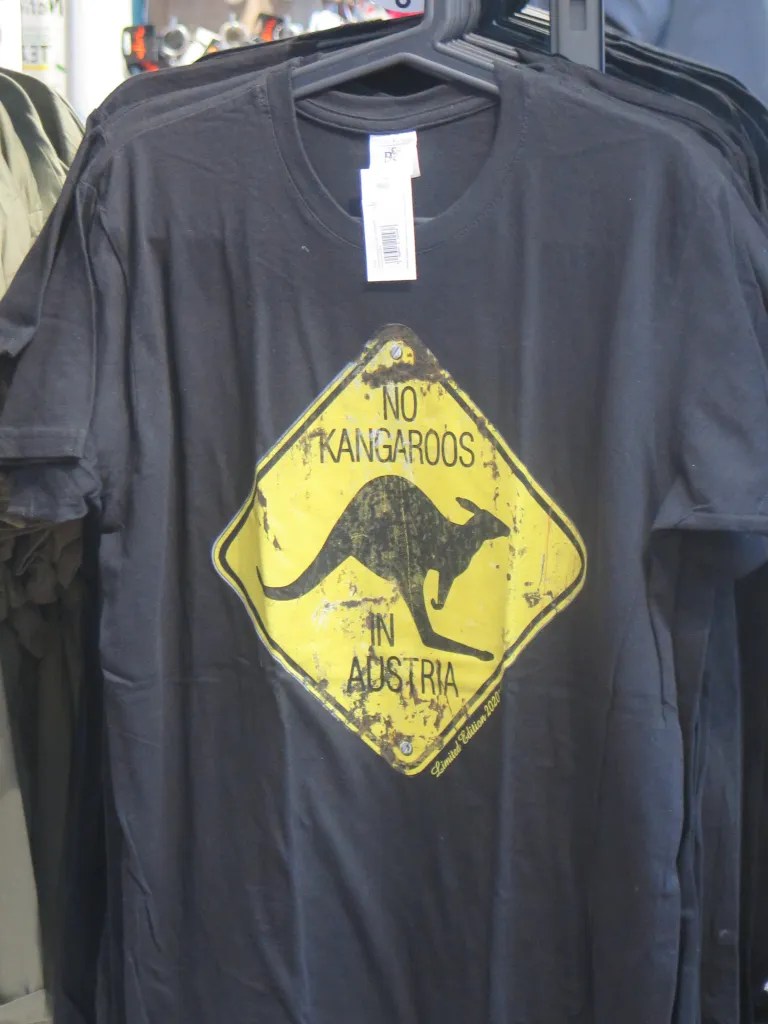 NO
KANGAROOS
IN
AUSTRIA
Limited Edition 2020